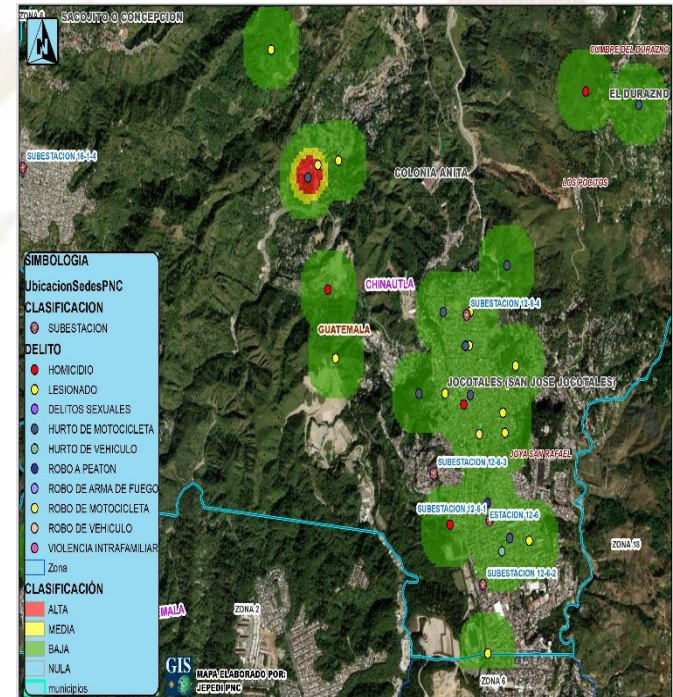 ZONA 6
SACOJITO O CONCEPCION
N
CUMBRE DEL DURAZNO
EL DURAZNO
SUBESTACION 16-1-4
COLONIA ANITA
LOS POCITOS
CHINAUTLA
SUBESTACION 12-6-4
GUATEMALA
JOCOTALES (SAN JOSE JOCOTALES)
JOYA SAN RAFAEL
SUBESTACION 12-6-3
SUBESTACION 12-6-1
ESTACION 12-6
ZONA 18
SUBESTACION 12-6-2
MALA
ZONA 2
ZONA 6
SIMBOLOGIA
UbicacionSedesPNC
CLASIFICACION
SUBESTACION
DELITO
HOMICIDIO
LESIONADO
DELITOS SEXUALES
HURTO DE MOTOCICLETA
HURTO DE VEHICULO
ROBO A PEATON
ROBO DE ARMA DE FUEGO
ROBO DE MOTOCICLETA
ROBO DE VEHICULO
VIOLENCIA INTRAFAMILIAR
Zona
CLASIFICACIÓN
ALTA
MEDIA
BAJA
NULA
municipios
GIS
MAPA ELABORADO POR:
JEPEDI PNC